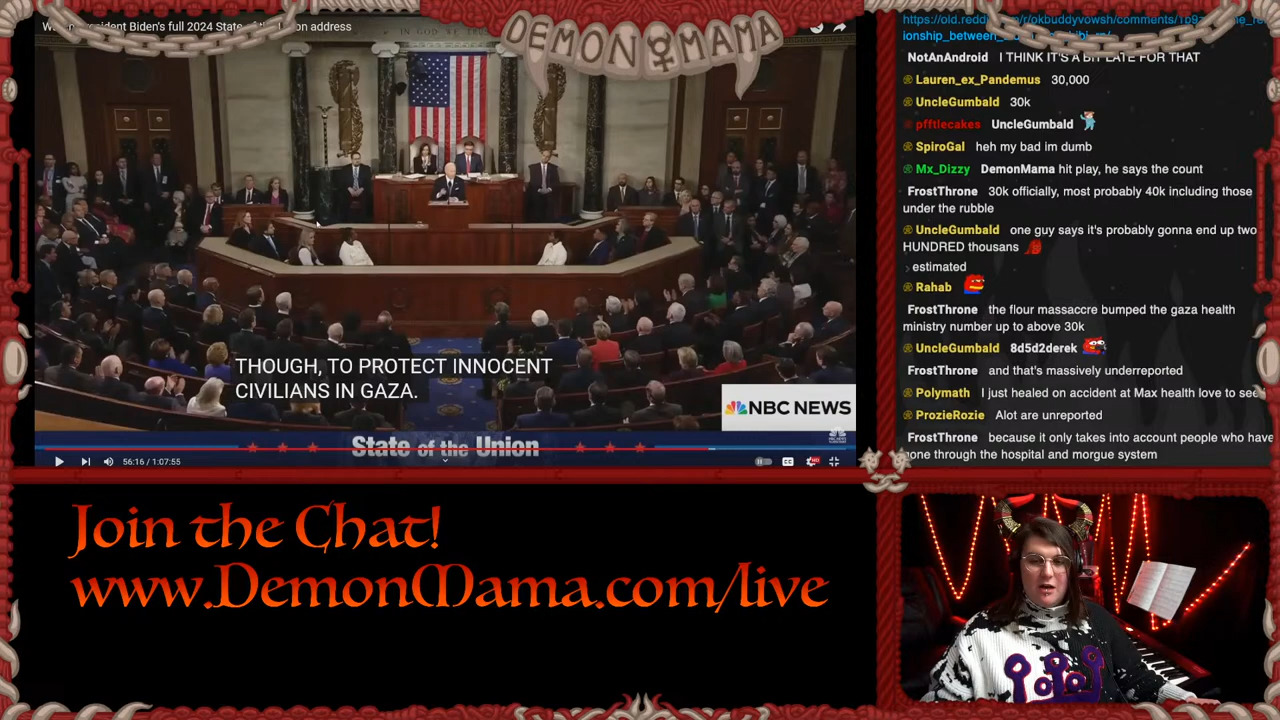 President Biden's full 2024 State
address
IN GOD WE
DEMON MAMA
THOUGH, TO PROTECT INNOCENT
CIVILIANS IN GAZA.
NBC NEWS
State of the Union
56:16 / 1:07:55
CC
HD
https://old.redd
NotAnAndroid I THINK IT'S A BIT LATE FOR THAT
Lauren_ex_Pandemus 30,000
UncleGumbald 30k
pfftlecakes UncleGumbald
SpiroGal heh my bad im dumb
Mx_Dizzy DemonMama hit play, he says the count
FrostThrone 30k officially, most probably 40k including those
under the rubble
UncleGumbald one guy says it's probably gonna end up two
HUNDRED thousans
estimated
Rahab
FrostThrone the flour massaccre bumped the gaza health
ministry number up to above 30k
UncleGumbald 8d5d2derek
FrostThrone and that's massively underreported
Polymath I just healed on accident at Max health love to see
ProzieRozie Alot are unreported
FrostThrone because it only takes into account people who have
gone through the hospital and morgue system
Join the Chat!
www.DemonMama.com/live